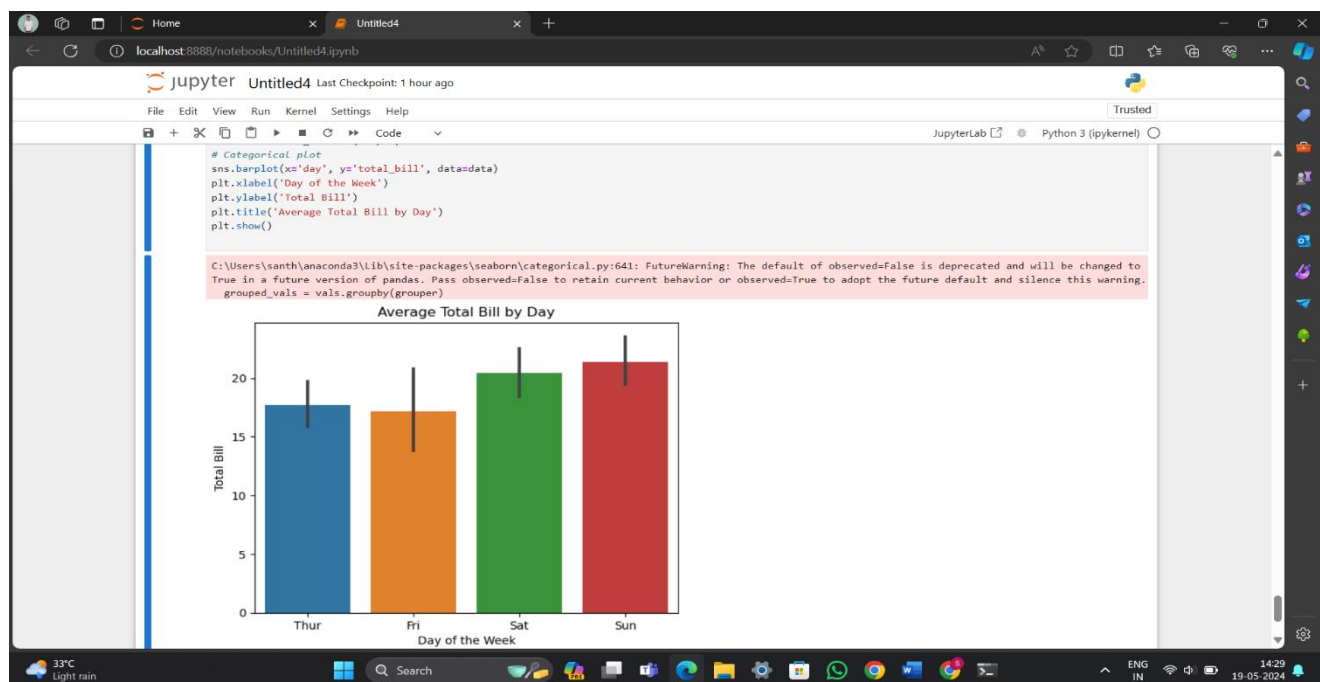 Home
Untitled4
localhost:8888/notebooks/Untitled4.ipynb
jupyter Untitled4 Last Checkpoint: 1 hour ago
File Edit View Run Kernel Settings Help
Trusted
Code
JupyterLab
Python 3 (ipykernel)
# Categorical plot
sns.barplot(x='day', y='total_bill', data=data)
plt.xlabel('Day of the Week')
plt.ylabel('Total Bill')
plt.title('Average Total Bill by Day')
plt.show()
C:\Users\santh\anaconda3\Lib\site-packages\seaborn\categorical.py:641: FutureWarning: The default of observed=False is deprecated and will be changed to
True in a future version of pandas. Pass observed=False to retain current behavior or observed=True to adopt the future default and silence this warning.
grouped_vals = vals.groupby(grouper)
Average Total Bill by Day
20
15
10
5
0
Total Bill
Thur Fri Sat Sun
Day of the Week
33°C
Light rain
Search
ENG
IN
14:29
19-05-2024